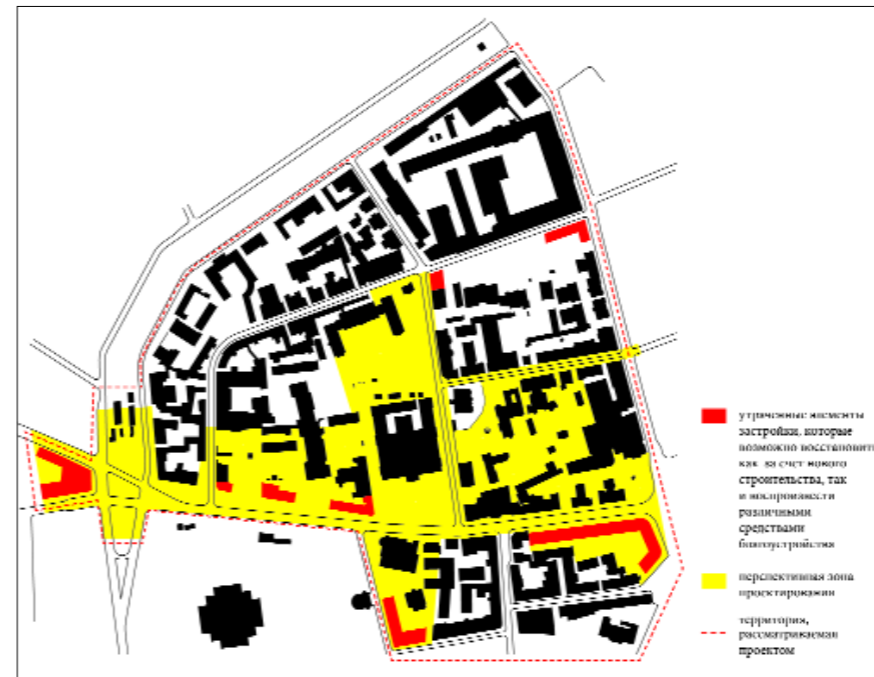 утраченные элементы
застройки, которые
возможно восстановить
как за счет нового
строительства, так
и воспроизвести
различными
средствами
благоустройства
перспективная зона
проектирования
территория,
рассматриваемая
проектом